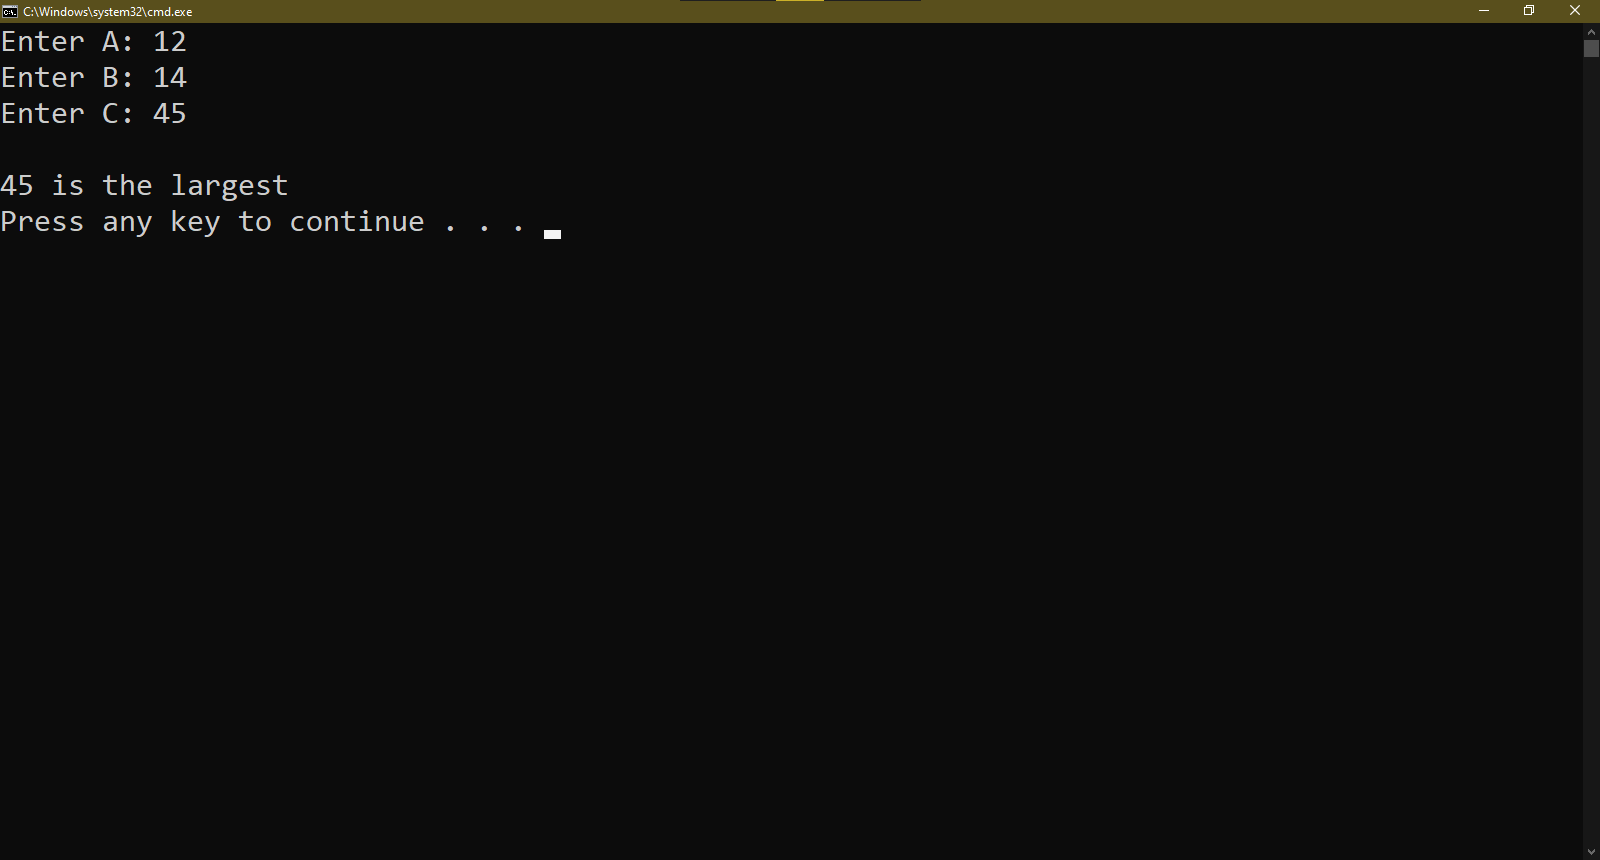 C:\Windows\system32\cmd.exe
Enter A: 12
Enter B: 14
Enter C: 45
45 is the largest
Press any key to continue . . .